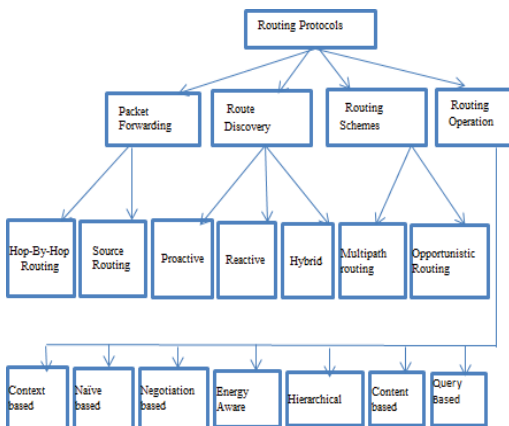 Routing Protocols
Packet
Forwarding
Route
Discovery
Routing
Schemes
Routing
Operation
Hop-By-Hop
Routing
Source
Routing
Proactive
Reactive
Hybrid
Multipath
routing
Opportunistic
Routing
Context
based
Naïve
based
Negotiation
based
Energy
Aware
Hierarchical
Content
based
Query
Based